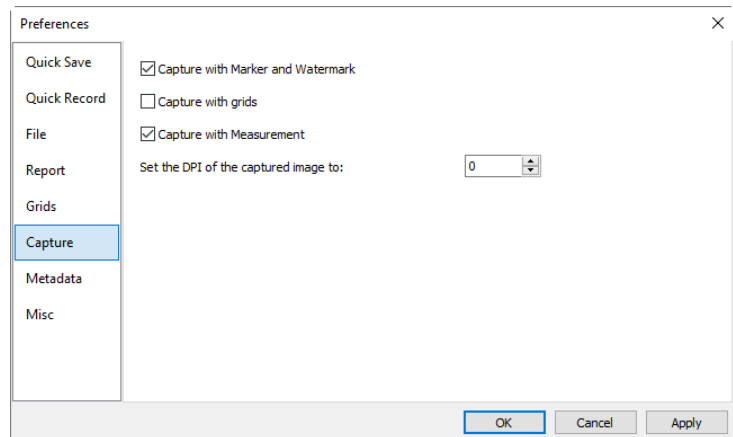 Preferences
Quick Save
Quick Record
File
Report
Grids
Capture
Metadata
Misc
Capture with Marker and Watermark
Capture with grids
Capture with Measurement
Set the DPI of the captured image to: 0
OK Cancel Apply